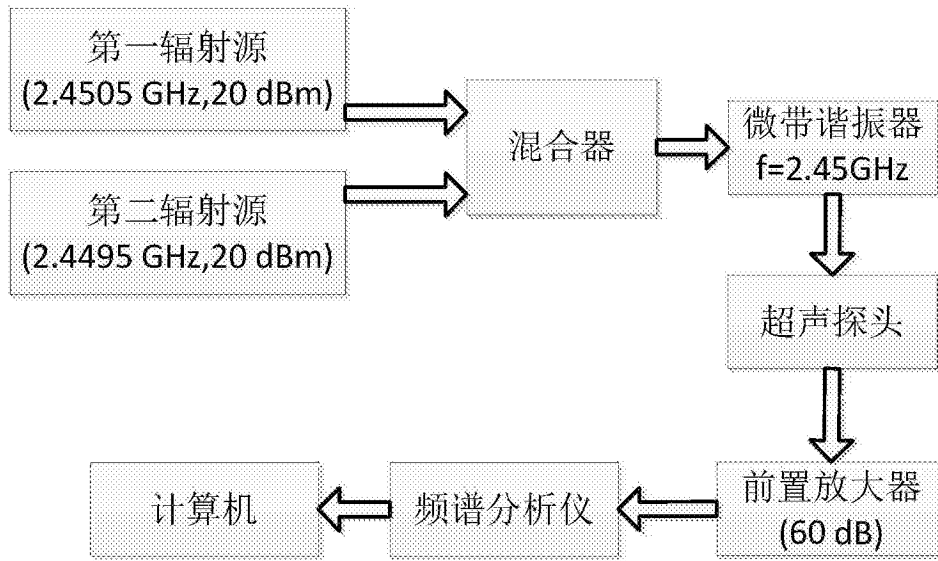 第一辐射源
(2.4505 GHz,20 dBm)
第二辐射源
(2.4495 GHz,20 dBm)
混合器
微带谐振器
f=2.45GHz
超声探头
前置放大器
(60 dB)
频谱分析仪
计算机